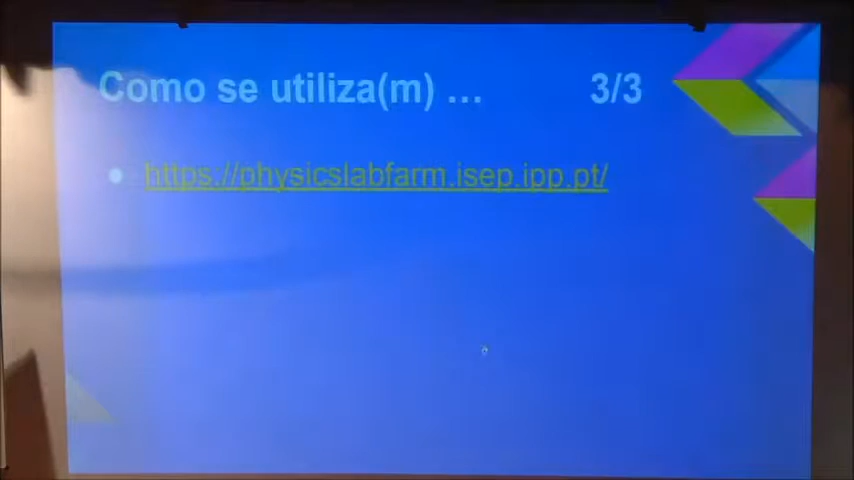 Como se utiliza(m) ... 3/3
https://physicslabfarm.isep.ipp.pt/